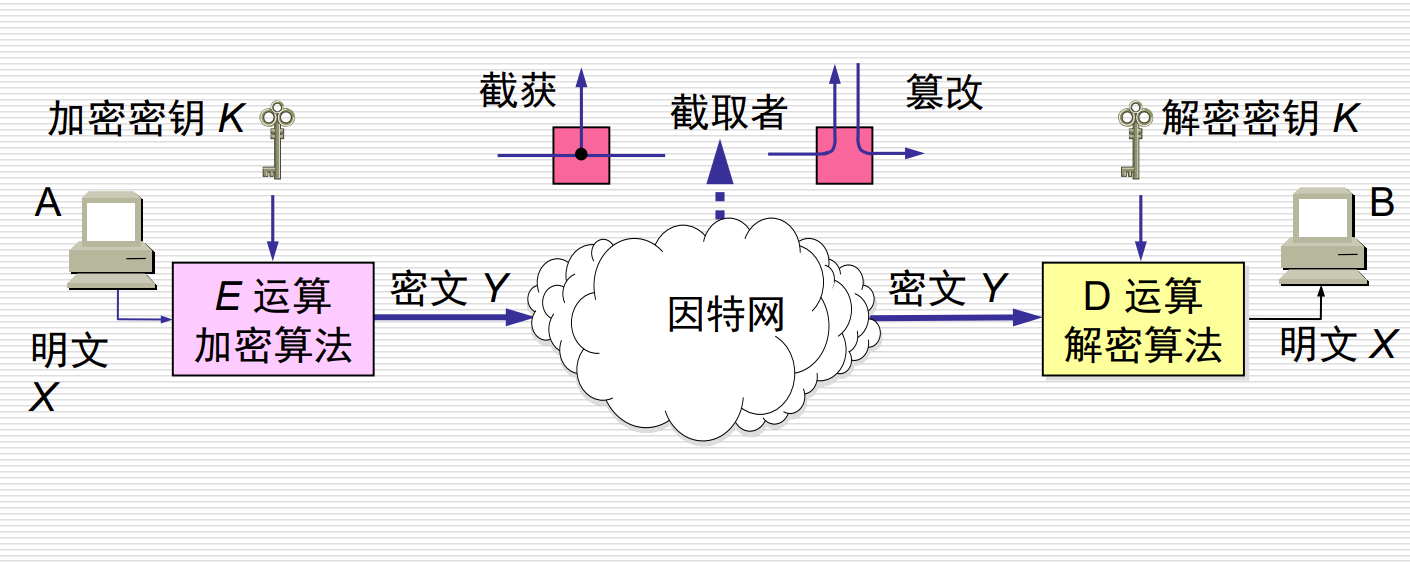 截获
篡改
截取者
加密密钥 K
解密密钥 K
A
B
E 运算
加密算法
密文 Y
因特网
密文 Y
D 运算
解密算法
明文
X
明文 X